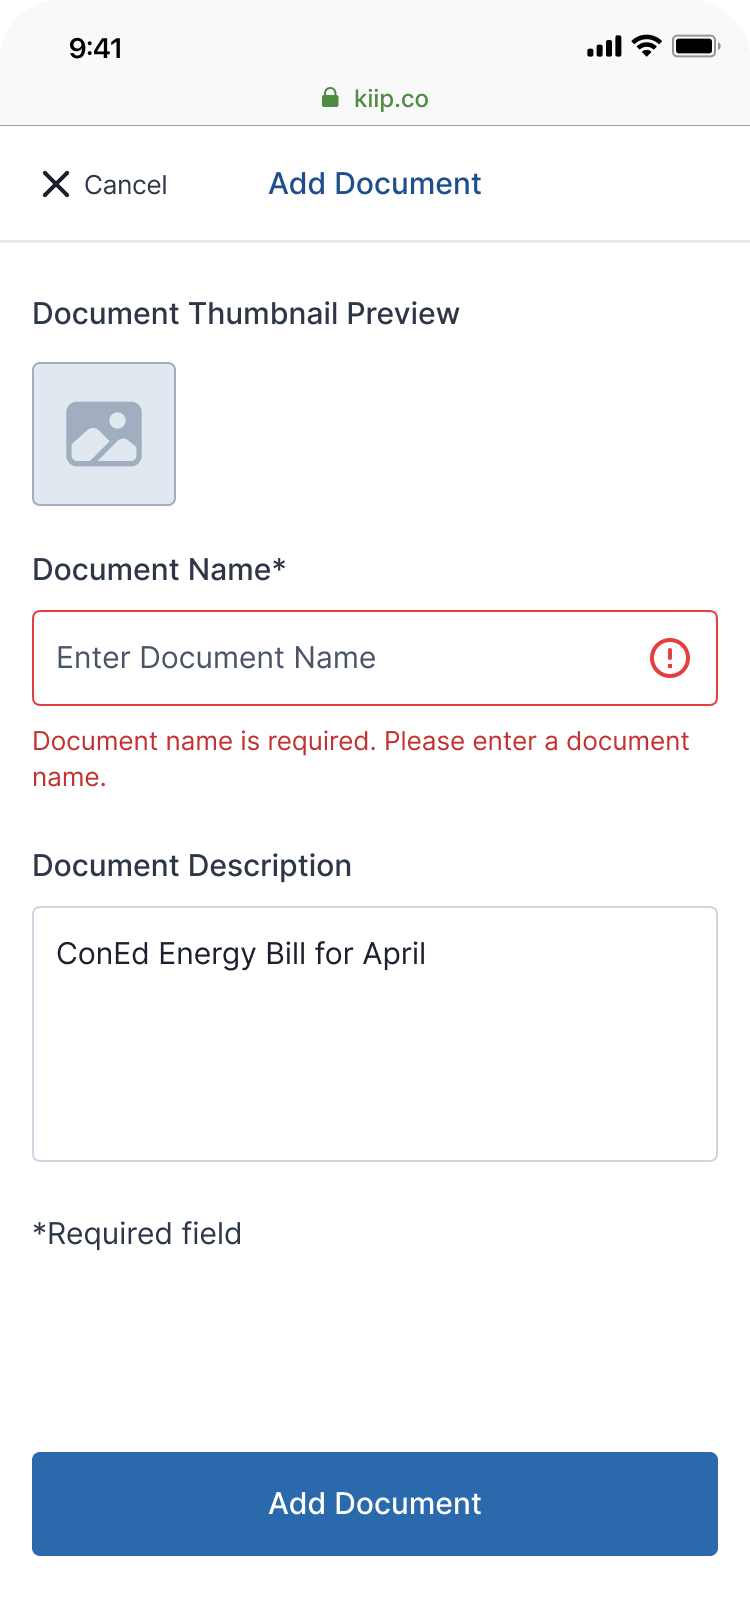 9:41
kiip.co
Cancel
Add Document
Document Thumbnail Preview
Document Name*
Enter Document Name
Document name is required. Please enter a document
name.
Document Description
ConEd Energy Bill for April
*Required field
Add Document